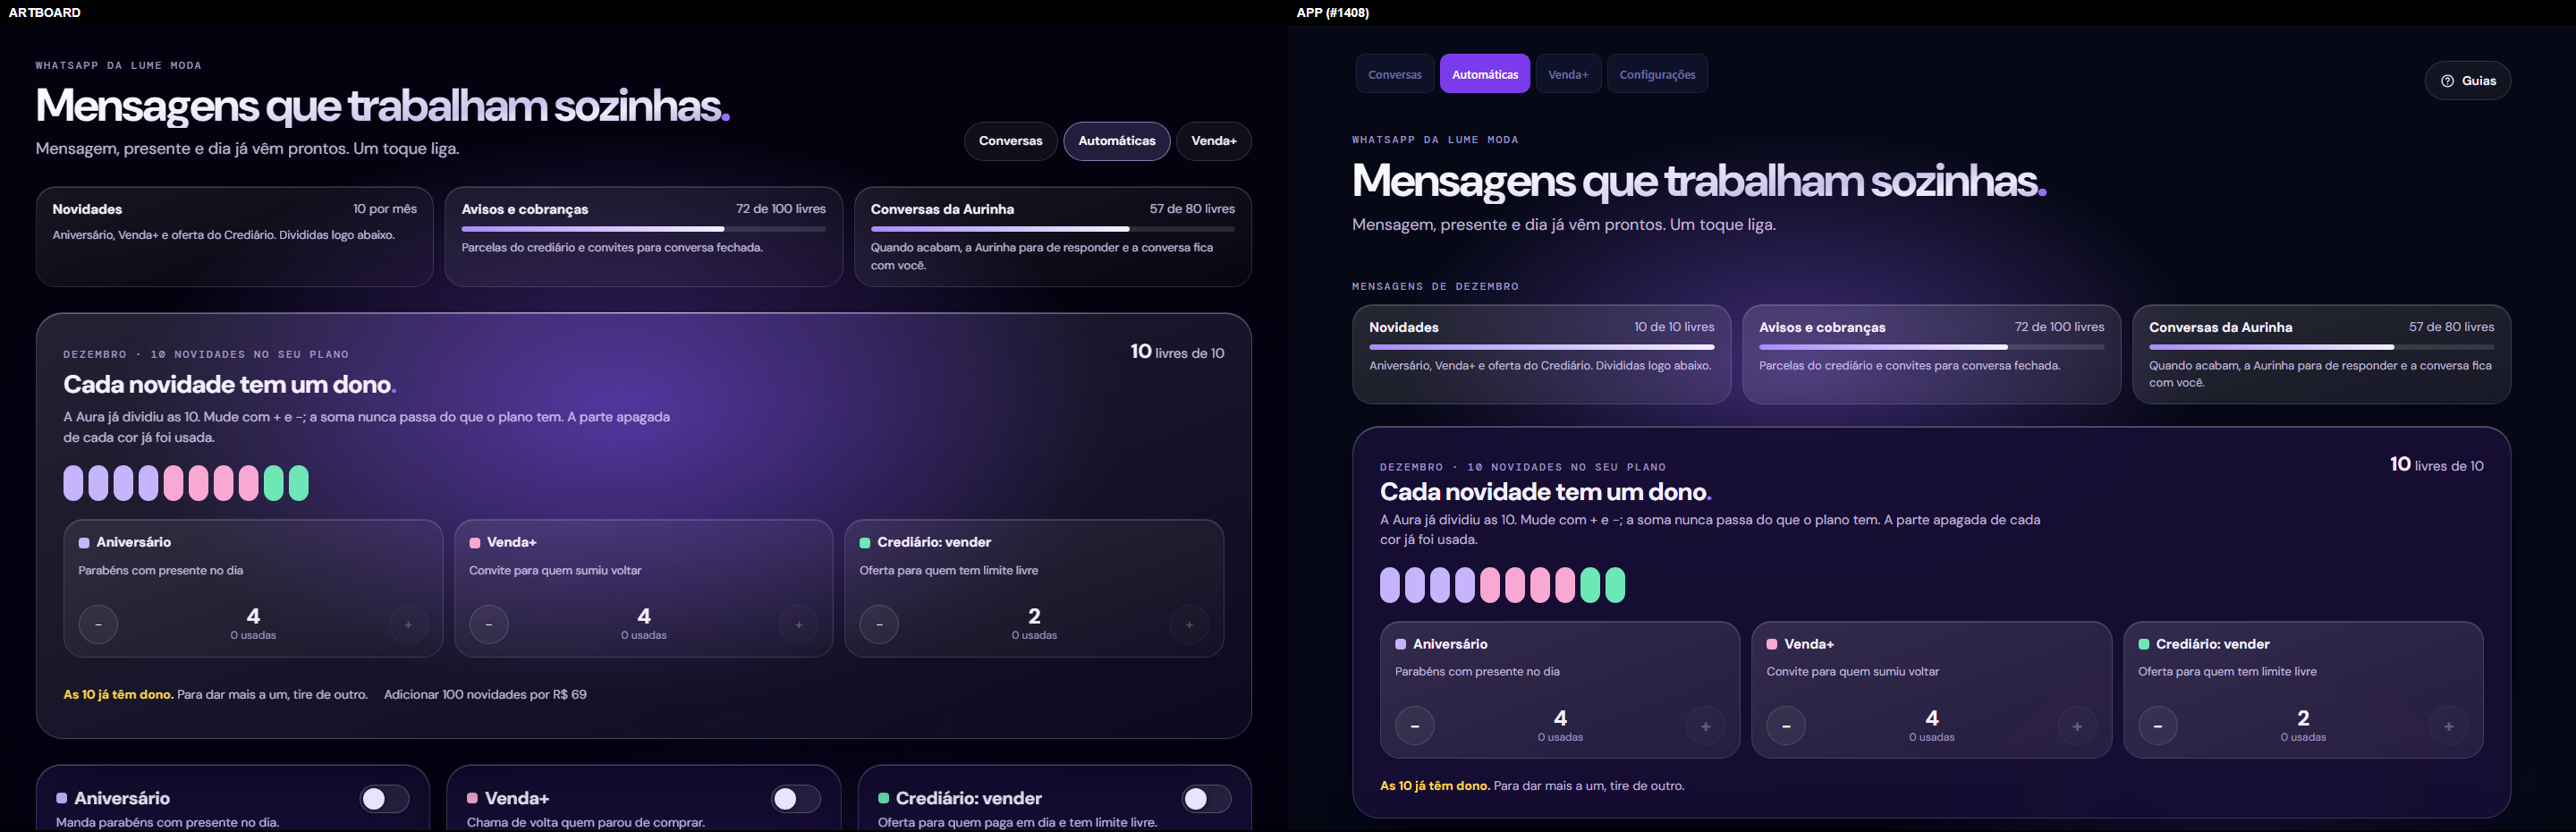 ARTBOARD
WHATSAPP DA LUME MODA
Mensagens que trabalham sozinhas.
Mensagem, presente e dia já vêm prontos. Um toque liga.
Conversas
Automáticas
Venda+
Novidades
10 por mês
Aniversário, Venda+ e oferta do Crediário. Divididas logo abaixo.
Avisos e cobranças
72 de 100 livres
Parcelas do crediário e convites para conversa fechada.
Conversas da Aurinha
57 de 80 livres
Quando acabam, a Aurinha para de responder e a conversa fica
com você.
DEZEMBRO · 10 NOVIDADES NO SEU PLANO
10 livres de 10
Cada novidade tem um dono.
A Aura já dividiu as 10. Mude com + e −; a soma nunca passa do que o plano tem. A parte apagada
de cada cor já foi usada.
Aniversário
Parabéns com presente no dia
−
4
0 usadas
+
Venda+
Convite para quem sumiu voltar
−
4
0 usadas
+
Crediário: vender
Oferta para quem tem limite livre
−
2
0 usadas
+
As 10 já têm dono. Para dar mais a um, tire de outro.
Adicionar 100 novidades por R$ 69
Aniversário
Manda parabéns com presente no dia.
Venda+
Chama de volta quem parou de comprar.
Crediário: vender
Oferta para quem paga em dia e tem limite livre.
APP (#1408)
Conversas
Automáticas
Venda+
Configurações
Guias
WHATSAPP DA LUME MODA
Mensagens que trabalham sozinhas.
Mensagem, presente e dia já vêm prontos. Um toque liga.
MENSAGENS DE DEZEMBRO
Novidades
10 de 10 livres
Aniversário, Venda+ e oferta do Crediário. Divididas logo abaixo.
Avisos e cobranças
72 de 100 livres
Parcelas do crediário e convites para conversa fechada.
Conversas da Aurinha
57 de 80 livres
Quando acabam, a Aurinha para de responder e a conversa fica
com você.
DEZEMBRO · 10 NOVIDADES NO SEU PLANO
10 livres de 10
Cada novidade tem um dono.
A Aura já dividiu as 10. Mude com + e −; a soma nunca passa do que o plano tem. A parte apagada de cada
cor já foi usada.
Aniversário
Parabéns com presente no dia
−
4
0 usadas
+
Venda+
Convite para quem sumiu voltar
−
4
0 usadas
+
Crediário: vender
Oferta para quem tem limite livre
−
2
0 usadas
+
As 10 já têm dono. Para dar mais a um, tire de outro.